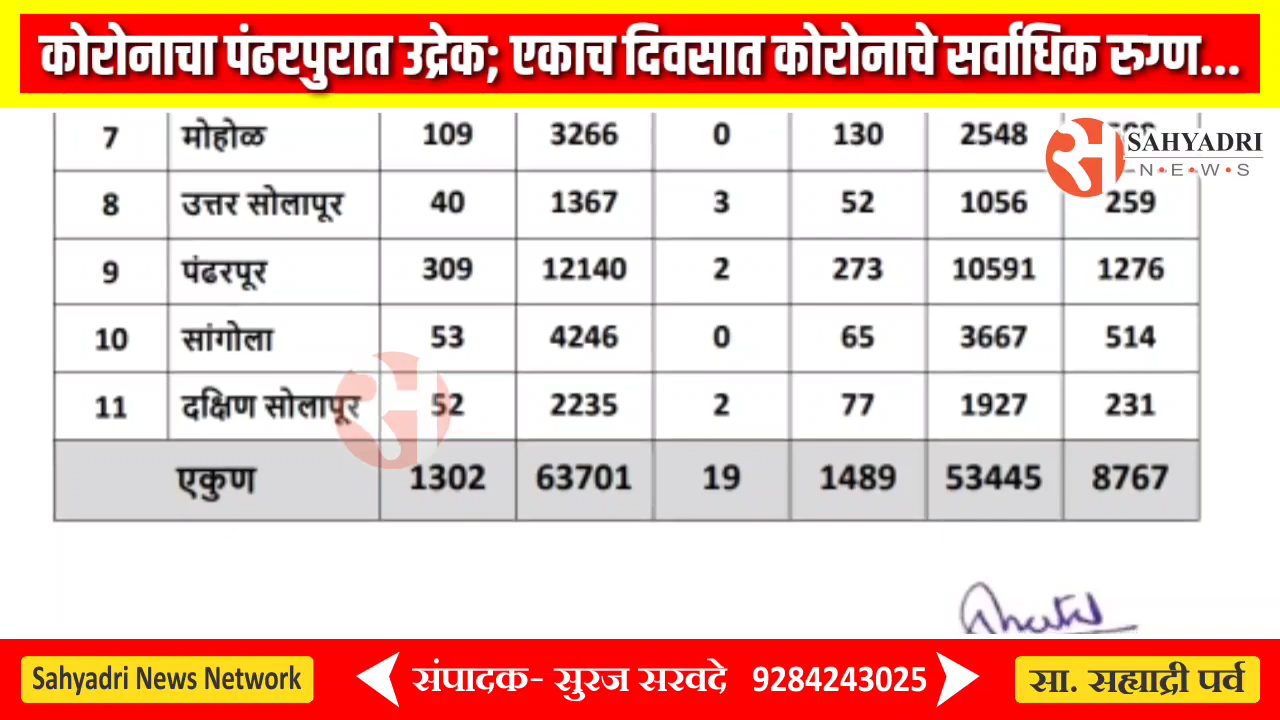 कोरोनाचा पंढरपुरात उद्रेक; एकाच दिवसात कोरोनाचे सर्वाधिक रुग्ण...
7 मोहोळ 109 3266 0 130 2548
SAHYADRI
NEWS
8 उत्तर सोलापूर 40 1367 3 52 1056 259
9 पंढरपूर 309 12140 2 273 10591 1276
10 सांगोला 53 4246 0 65 3667 514
11 दक्षिण सोलापूर 52 2235 2 77 1927 231
एकुण 1302 63701 19 1489 53445 8767
Sahyadri News Network संपादक- सुरज सरवदे 9284243025 सा. सह्याद्री पर्व